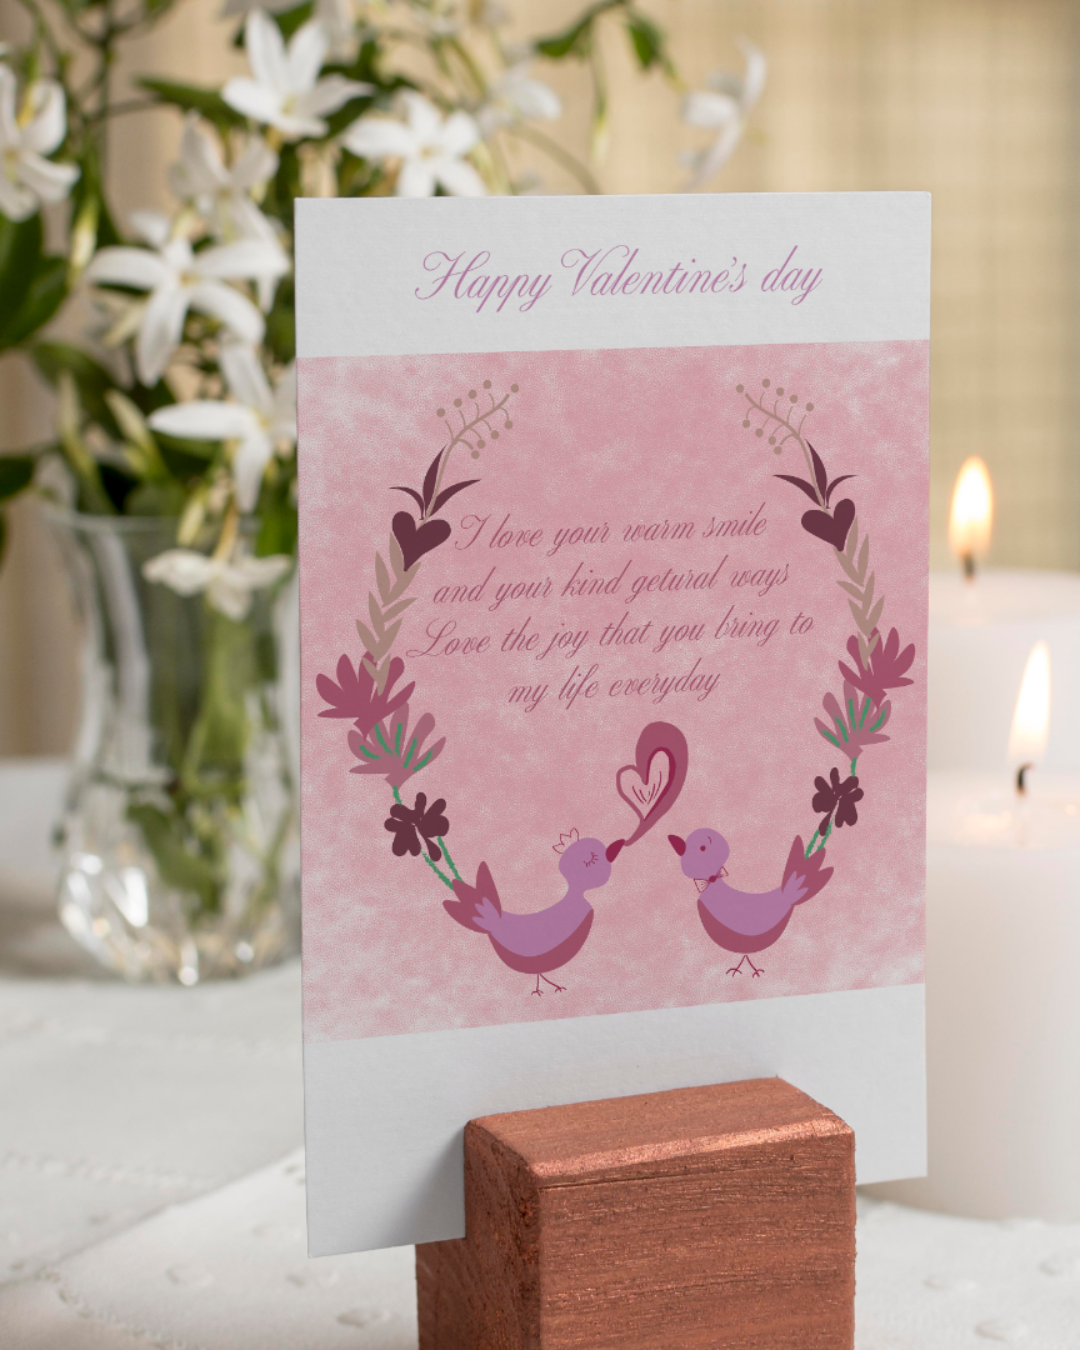 Happy Valentine's day
I love your warm smile
and your kind getural ways
Love the joy that you bring to
my life everyday